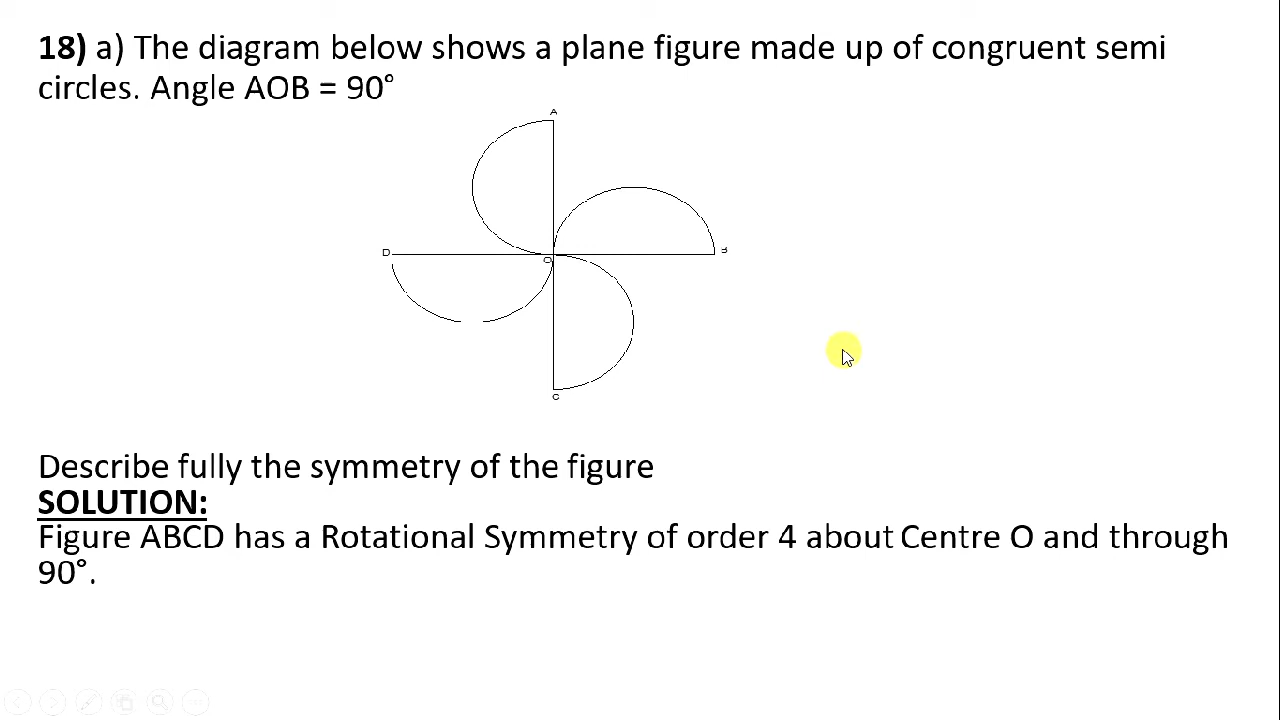 18) a) The diagram below shows a plane figure made up of congruent semi
circles. Angle AOB = 90°
A
D
O
C
Describe fully the symmetry of the figure
SOLUTION:
Figure ABCD has a Rotational Symmetry of order 4 about Centre O and through
90°.